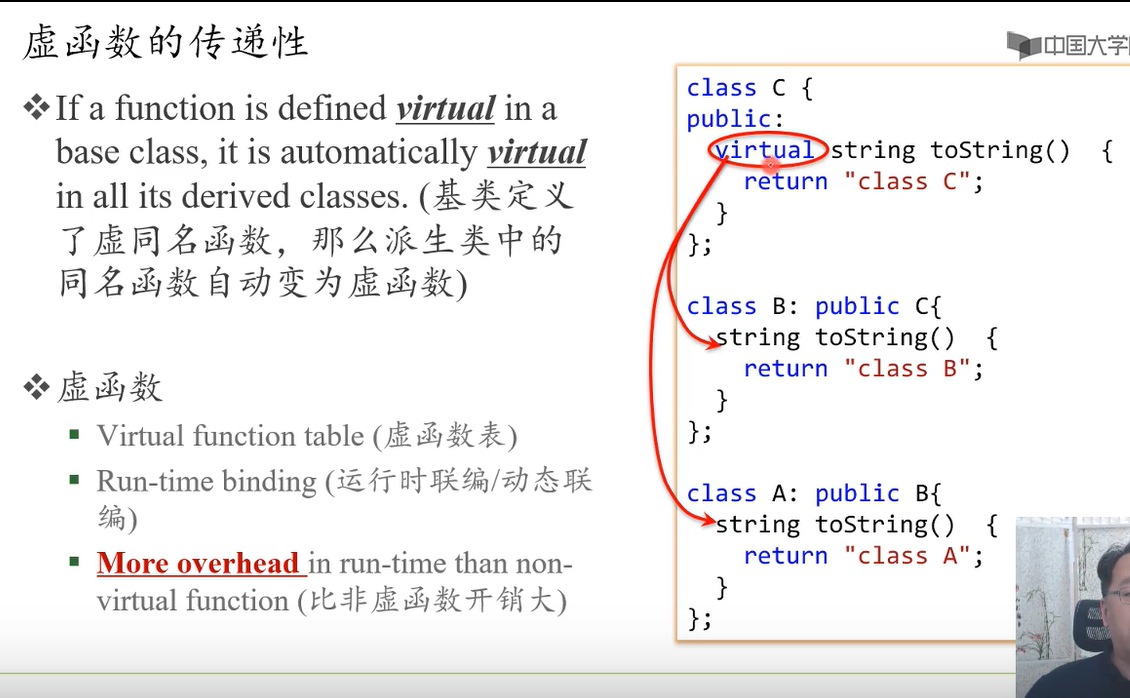 虚函数的传递性
中国大学
❖If a function is defined virtual in a
base class, it is automatically virtual
in all its derived classes. (基类定义
了虚同名函数，那么派生类中的
同名函数自动变为虚函数)
❖虚函数
▪ Virtual function table (虚函数表)
▪ Run-time binding (运行时联编/动态联
编)
▪ More overhead in run-time than non-
virtual function (比非虚函数开销大)
class C {
public:
virtual string toString() {
return "class C";
}
};
class B: public C{
string toString() {
return "class B";
}
};
class A: public B{
string toString() {
return "class A";
}
};